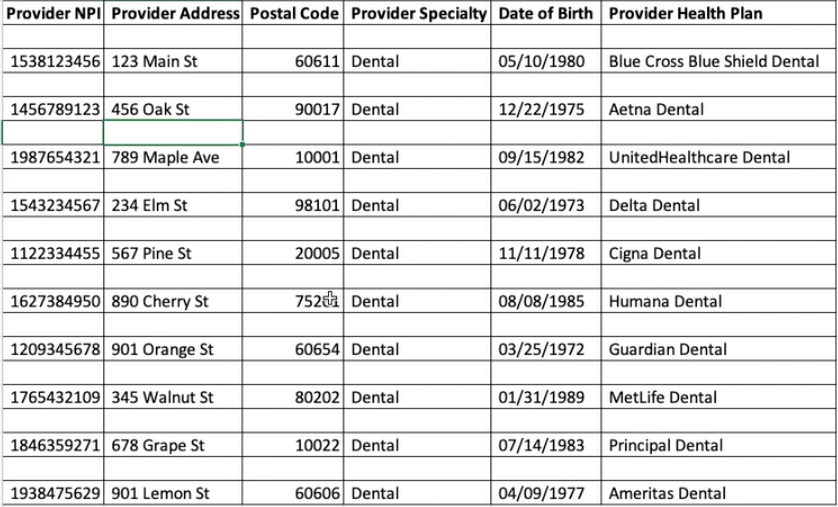 Provider NPI Provider Address Postal Code Provider Specialty Date of Birth Provider Health Plan
1538123456 123 Main St 60611 Dental 05/10/1980 Blue Cross Blue Shield Dental
1456789123 456 Oak St 90017 Dental 12/22/1975 Aetna Dental
1987654321 789 Maple Ave 10001 Dental 09/15/1982 UnitedHealthcare Dental
1543234567 234 Elm St 98101 Dental 06/02/1973 Delta Dental
1122334455 567 Pine St 20005 Dental 11/11/1978 Cigna Dental
1627384950 890 Cherry St Dental 08/08/1985 Humana Dental
1209345678 901 Orange St 60654 Dental 03/25/1972 Guardian Dental
1765432109 345 Walnut St 80202 Dental 01/31/1989 MetLife Dental
1846359271 678 Grape St 10022 Dental 07/14/1983 Principal Dental
1938475629 901 Lemon St 60606 Dental 04/09/1977 Ameritas Dental